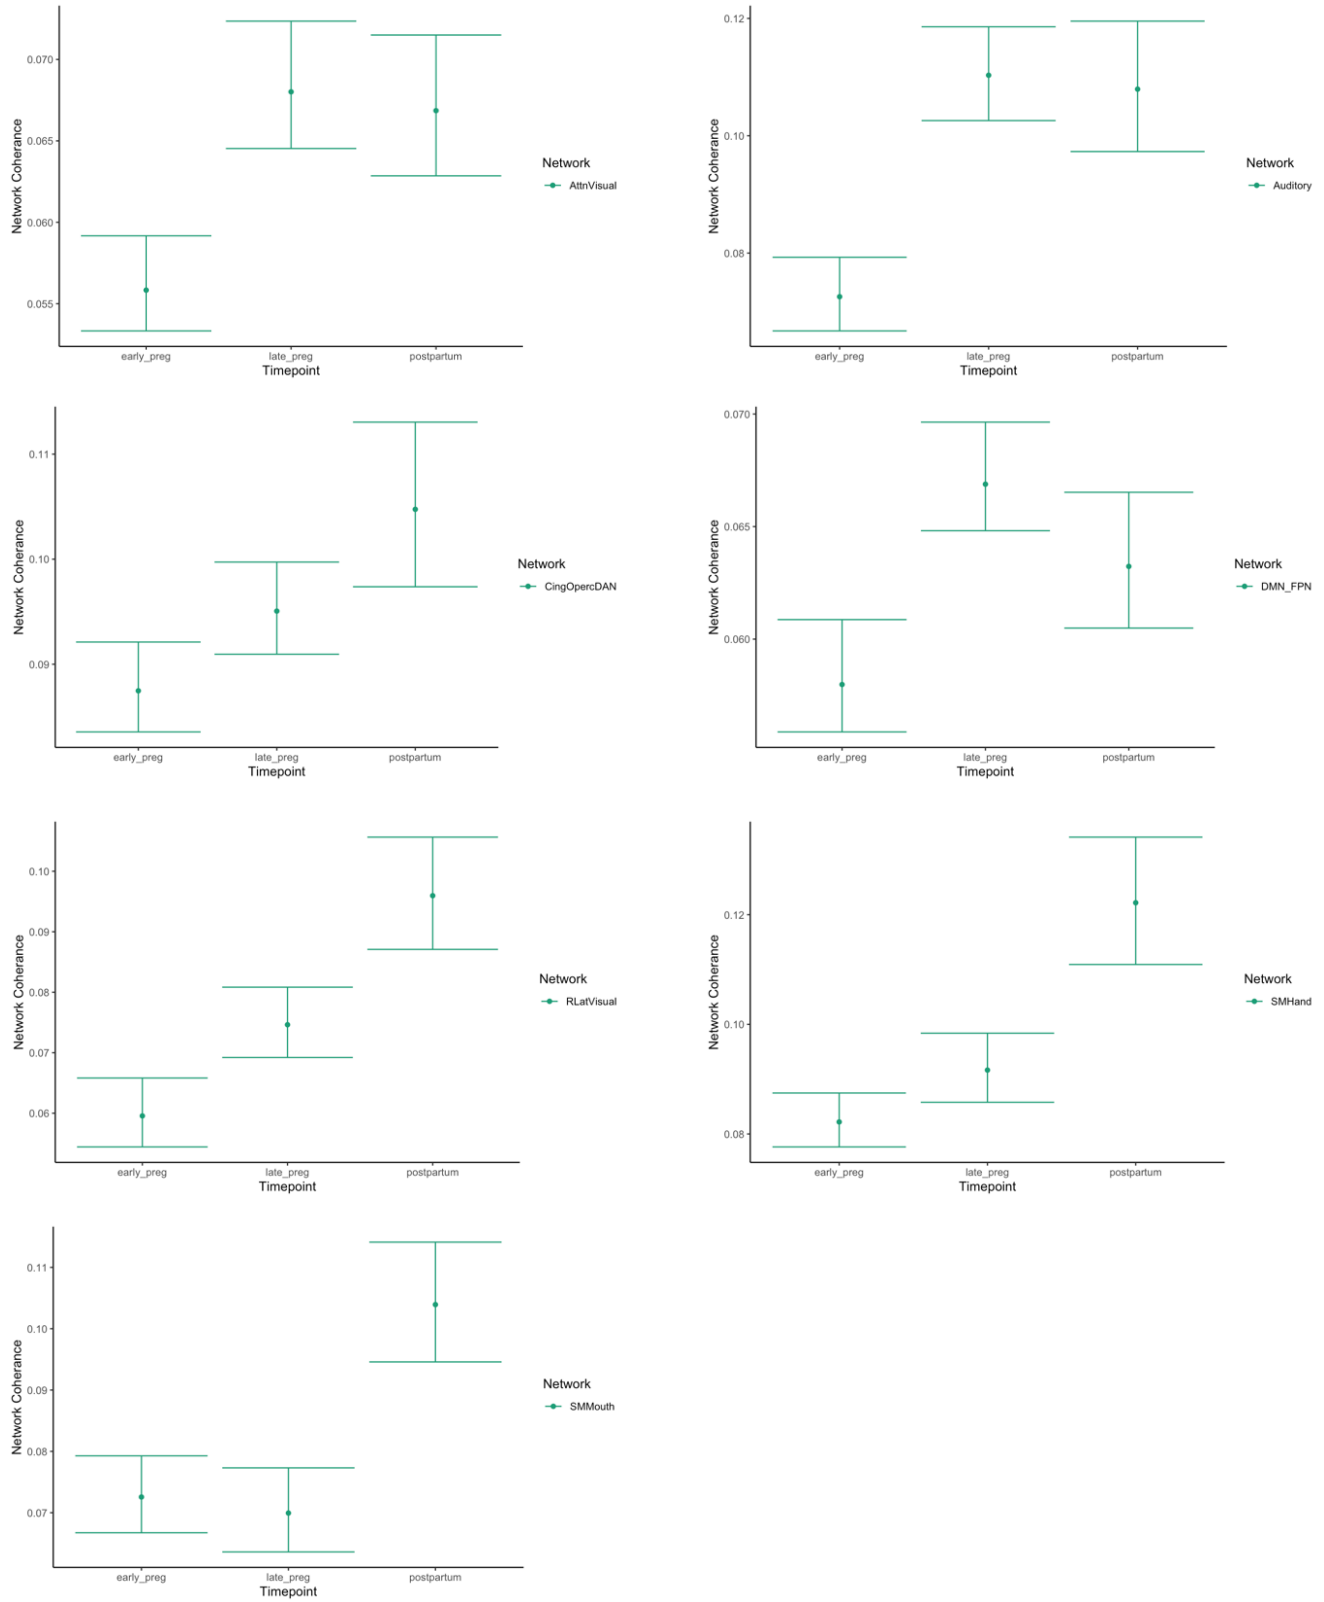 Network Coherance
0.070
0.065
0.060
0.055
early_preg
late_preg
postpartum
Timepoint
Network
AttnVisual
Network Coherance
0.12
0.10
0.08
early_preg
late_preg
postpartum
Timepoint
Network
Auditory
Network Coherance
0.11
0.10
0.09
early_preg
late_preg
postpartum
Timepoint
Network
CingOpercDAN
Network Coherance
0.070
0.065
0.060
early_preg
late_preg
postpartum
Timepoint
Network
DMN_FPN
Network Coherance
0.10
0.09
0.08
0.07
0.06
early_preg
late_preg
postpartum
Timepoint
Network
RLatVisual
Network Coherance
0.12
0.10
0.08
early_preg
late_preg
postpartum
Timepoint
Network
SMHand
Network Coherance
0.11
0.10
0.09
0.08
0.07
early_preg
late_preg
postpartum
Timepoint
Network
SMMouth